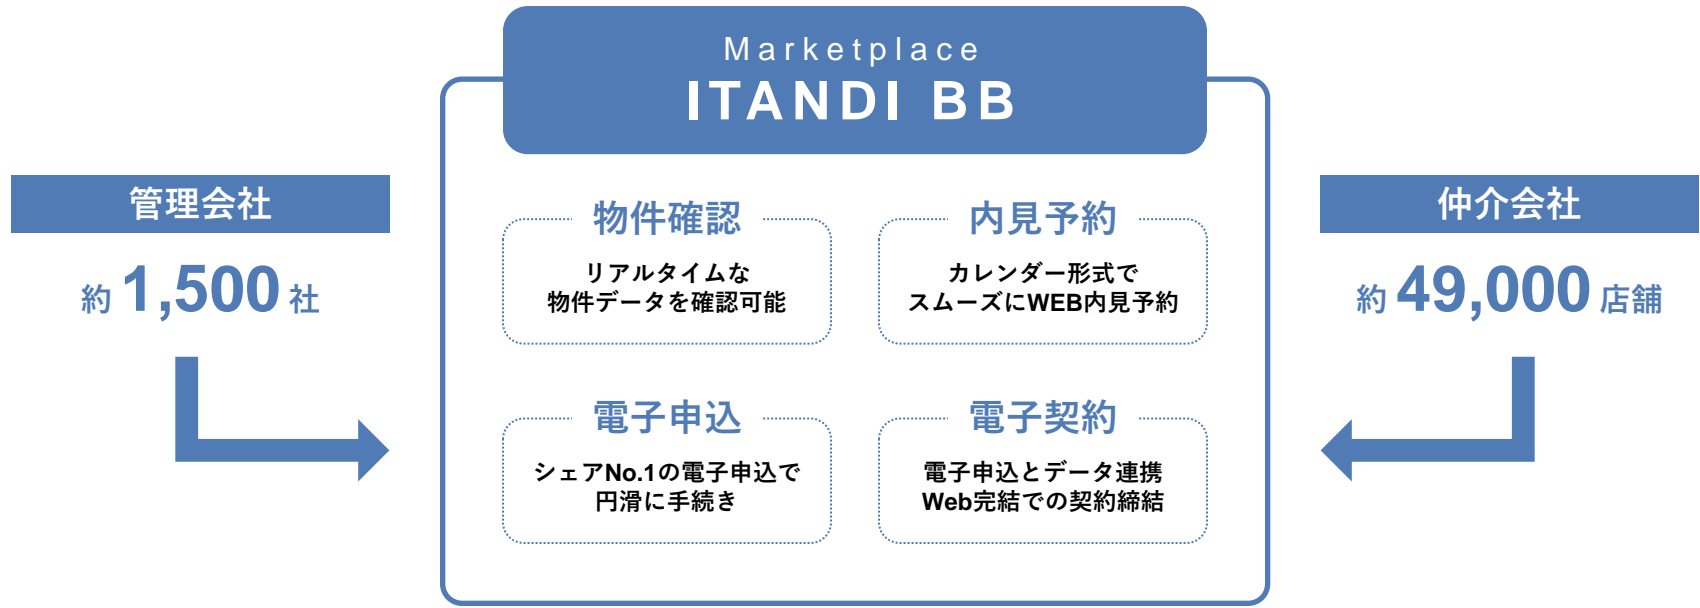 Marketplace
ITANDI BB
管理会社
約 1,500 社
物件確認
リアルタイムな
物件データを確認可能
内見予約
カレンダー形式で
スムーズにWEB内見予約
電子申込
シェアNo.1の電子申込で
円滑に手続き
電子契約
電子申込とデータ連携
Web完結での契約締結
仲介会社
約 49,000 店舗